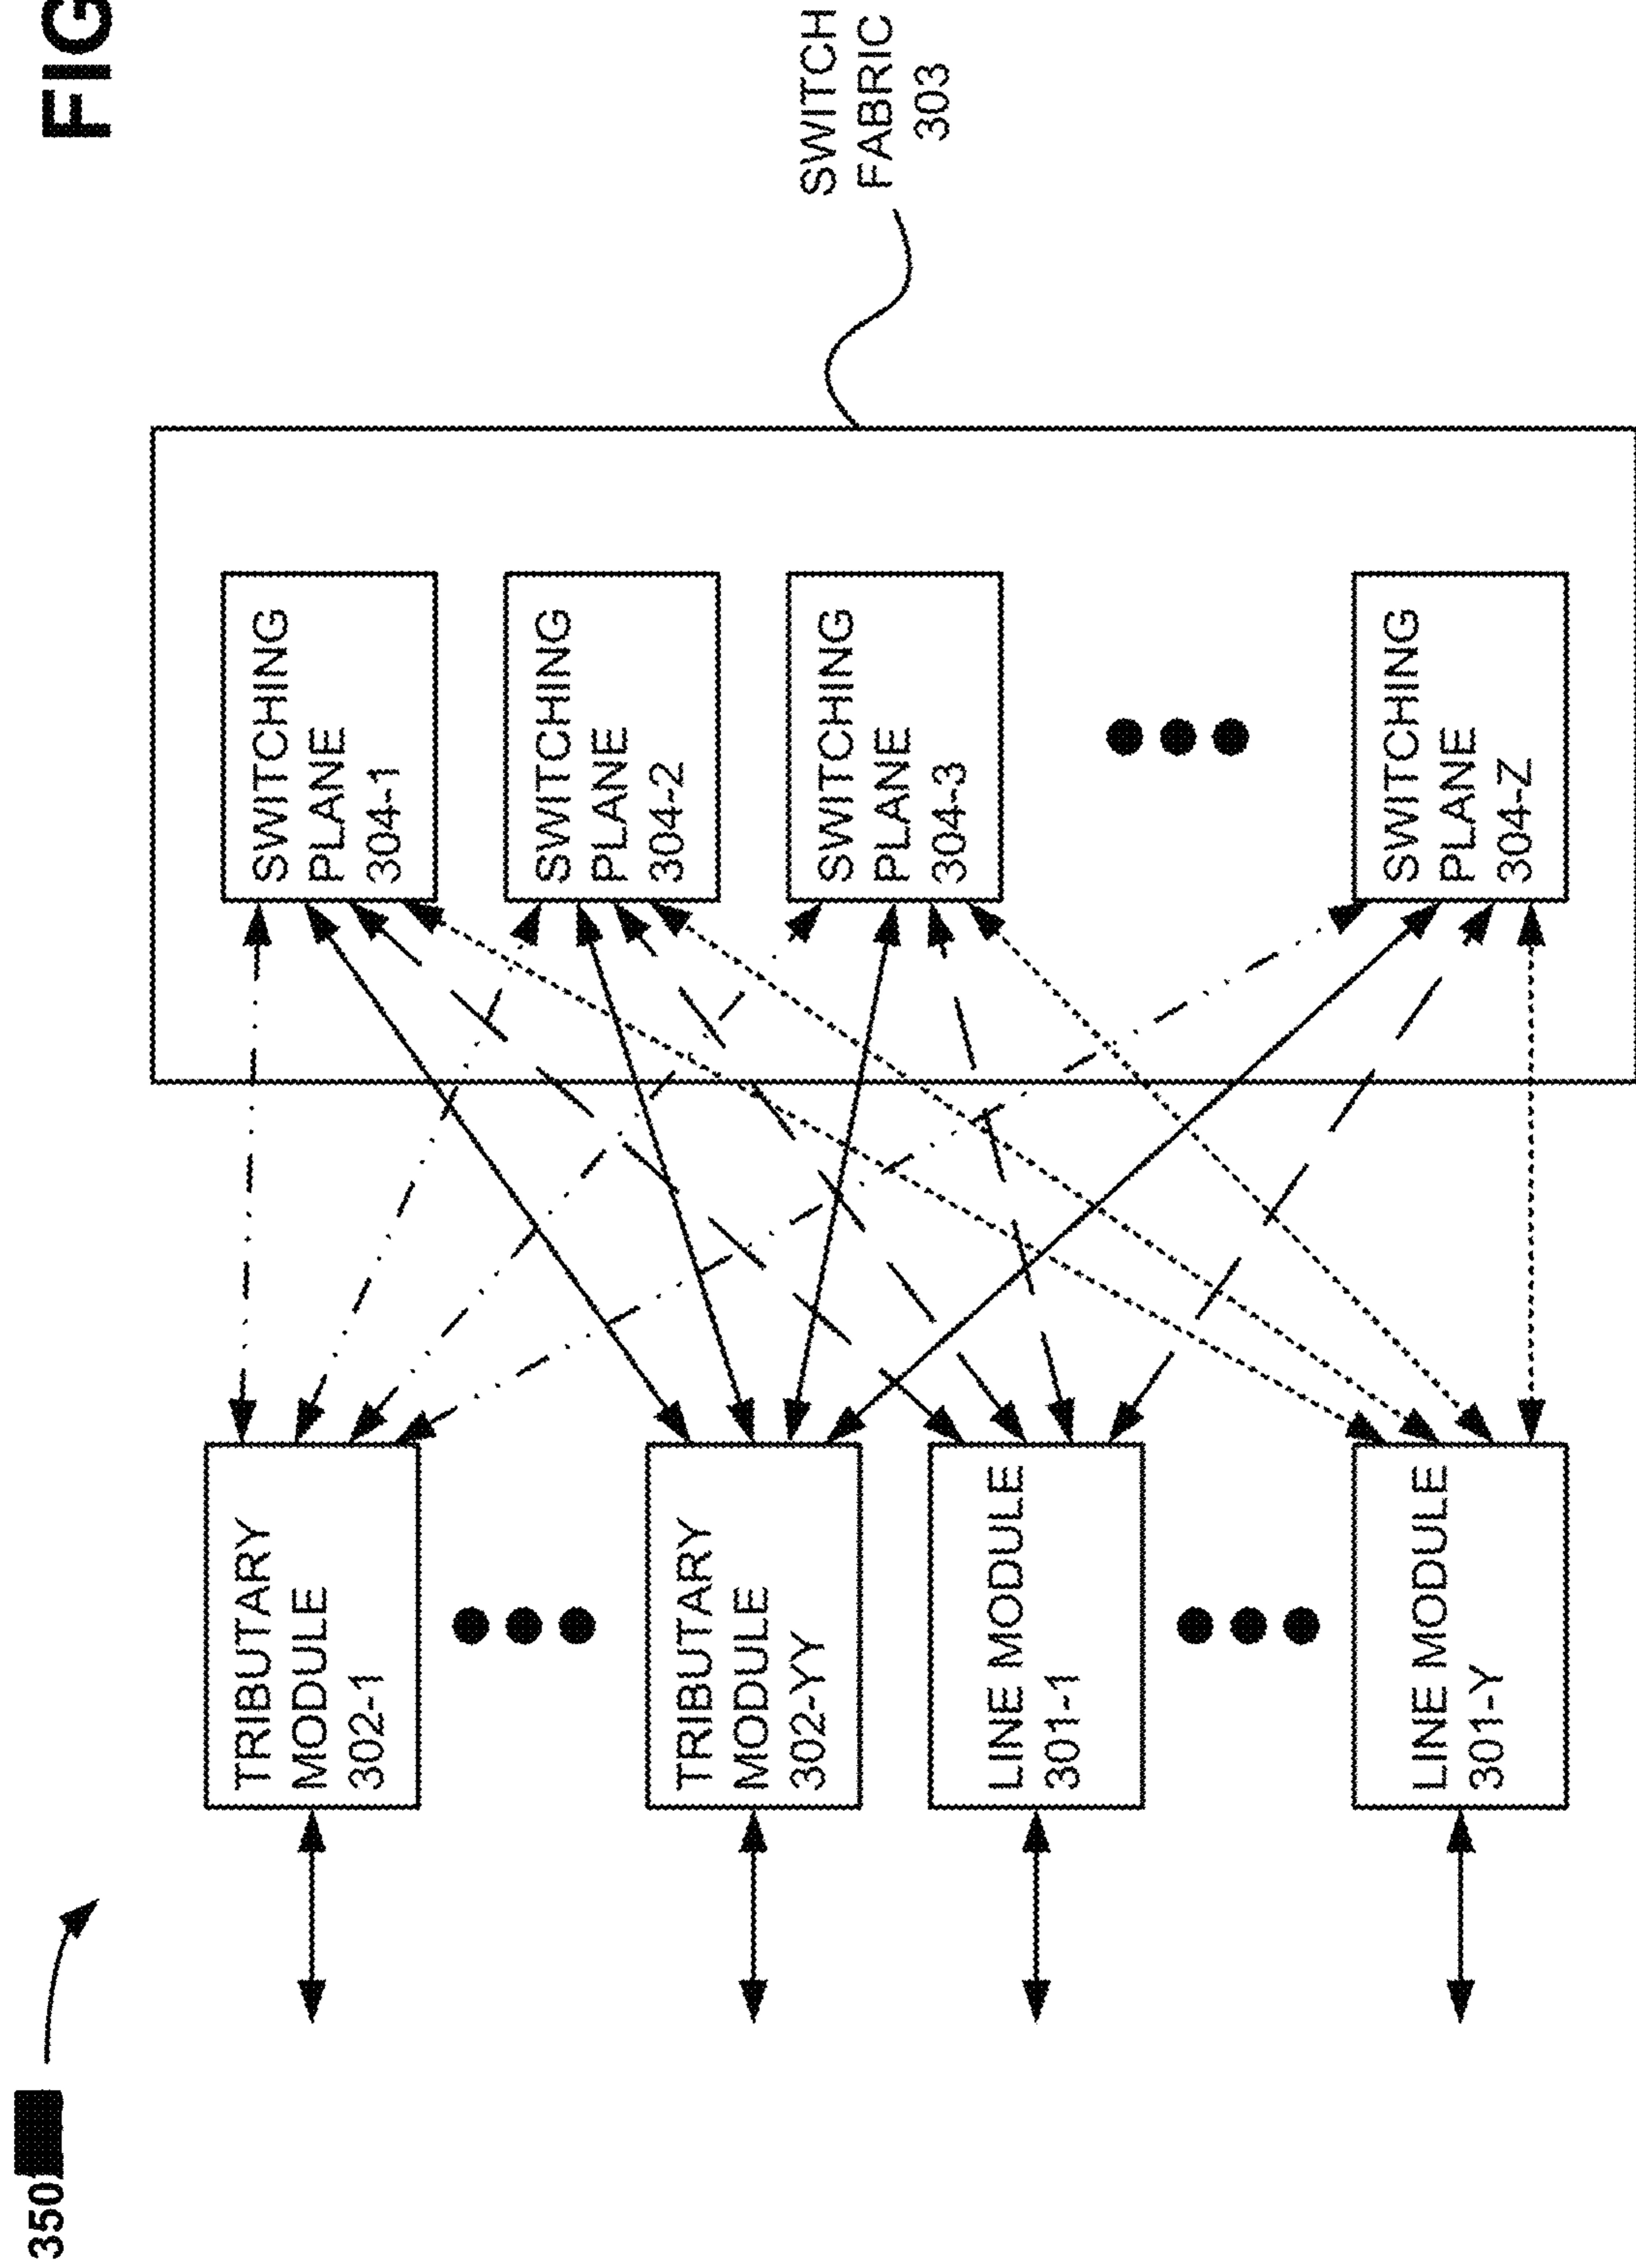 FIG
350
TRIBUTARY
MODULE
302-1
TRIBUTARY
MODULE
302-YY
LINE MODULE
301-1
LINE MODULE
301-Y
SWITCHING
PLANE
304-1
SWITCHING
PLANE
304-2
SWITCHING
PLANE
304-3
SWITCHING
PLANE
304-Z
SWITCH
FABRIC
303